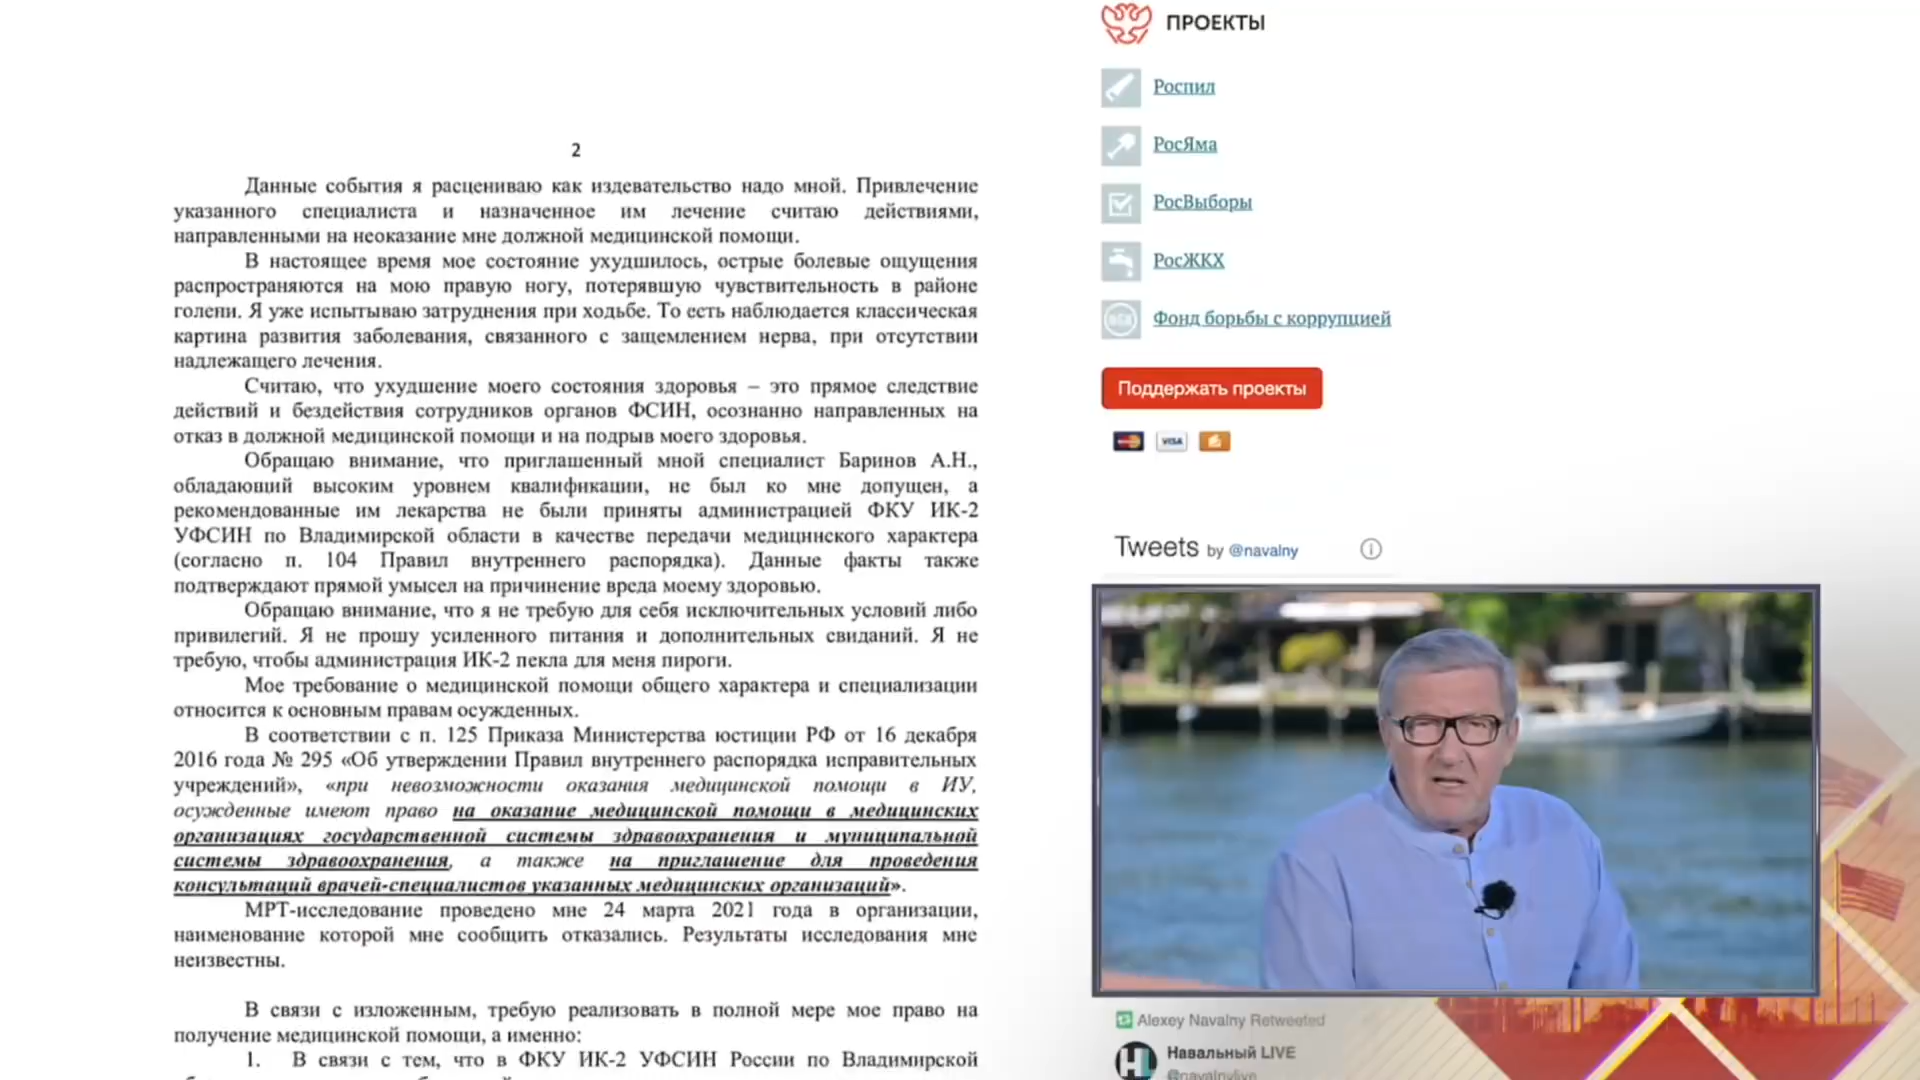 2
Данные события я расцениваю как издевательство надо мной. Привлечение
указанного специалиста и назначенное им лечение считаю действиями,
направленными на неоказание мне должной медицинской помощи.
В настоящее время мое состояние ухудшилось, острые болевые ощущения
распространяются на мою правую ногу, потерявшую чувствительность в районе
голени. Я уже испытываю затруднения при ходьбе. То есть наблюдается классическая
картина развития заболевания, связанного с защемлением нерва, при отсутствии
надлежащего лечения.
Считаю, что ухудшение моего состояния здоровья – это прямое следствие
действий и бездействия сотрудников органов ФСИН, осознанно направленных на
отказ в должной медицинской помощи и на подрыв моего здоровья.
Обращаю внимание, что приглашенный мной специалист Баринов А.Н.,
обладающий высоким уровнем квалификации, не был ко мне допущен, а
рекомендованные им лекарства не были приняты администрацией ФКУ ИК-2
УФСИН по Владимирской области в качестве передачи медицинского характера
(согласно п. 104 Правил внутреннего распорядка). Данные факты также
подтверждают прямой умысел на причинение вреда моему здоровью.
Обращаю внимание, что я не требую для себя исключительных условий либо
привилегий. Я не прошу усиленного питания и дополнительных свиданий. Я не
требую, чтобы администрация ИК-2 пекла для меня пироги.
Мое требование о медицинской помощи общего характера и специализации
относится к основным правам осужденных.
В соответствии с п. 125 Приказа Министерства юстиции РФ от 16 декабря
2016 года № 295 «Об утверждении Правил внутреннего распорядка исправительных
учреждений», «при невозможности оказания медицинской помощи в ИУ,
осужденные имеют право на оказание медицинской помощи в медицинских
организациях государственной системы здравоохранения и муниципальной
системы здравоохранения, а также на приглашение для проведения
консультаций врачей-специалистов указанных медицинских организаций».
МРТ-исследование проведено мне 24 марта 2021 года в организации,
наименование которой мне сообщить отказались. Результаты исследования мне
неизвестны.
В связи с изложенным, требую реализовать в полной мере мое право на
получение медицинской помощи, а именно:
1. В связи с тем, что в ФКУ ИК-2 УФСИН России по Владимирской
ПРОЕКТЫ
Роспил
РосЯма
РосВыборы
РосЖКХ
Фонд борьбы с коррупцией
Поддержать проекты
VISA
Tweets by @navalny
Alexey Navalny Retweeted
Навальный LIVE
@navalnylive